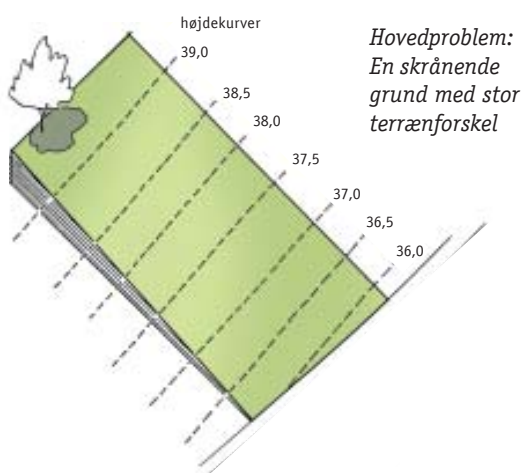 højdekurver
39,0
38,5
38,0
37,5
37,0
36,5
36,0
Hovedproblem:
En skrånende
grund med stor
terrænforskel